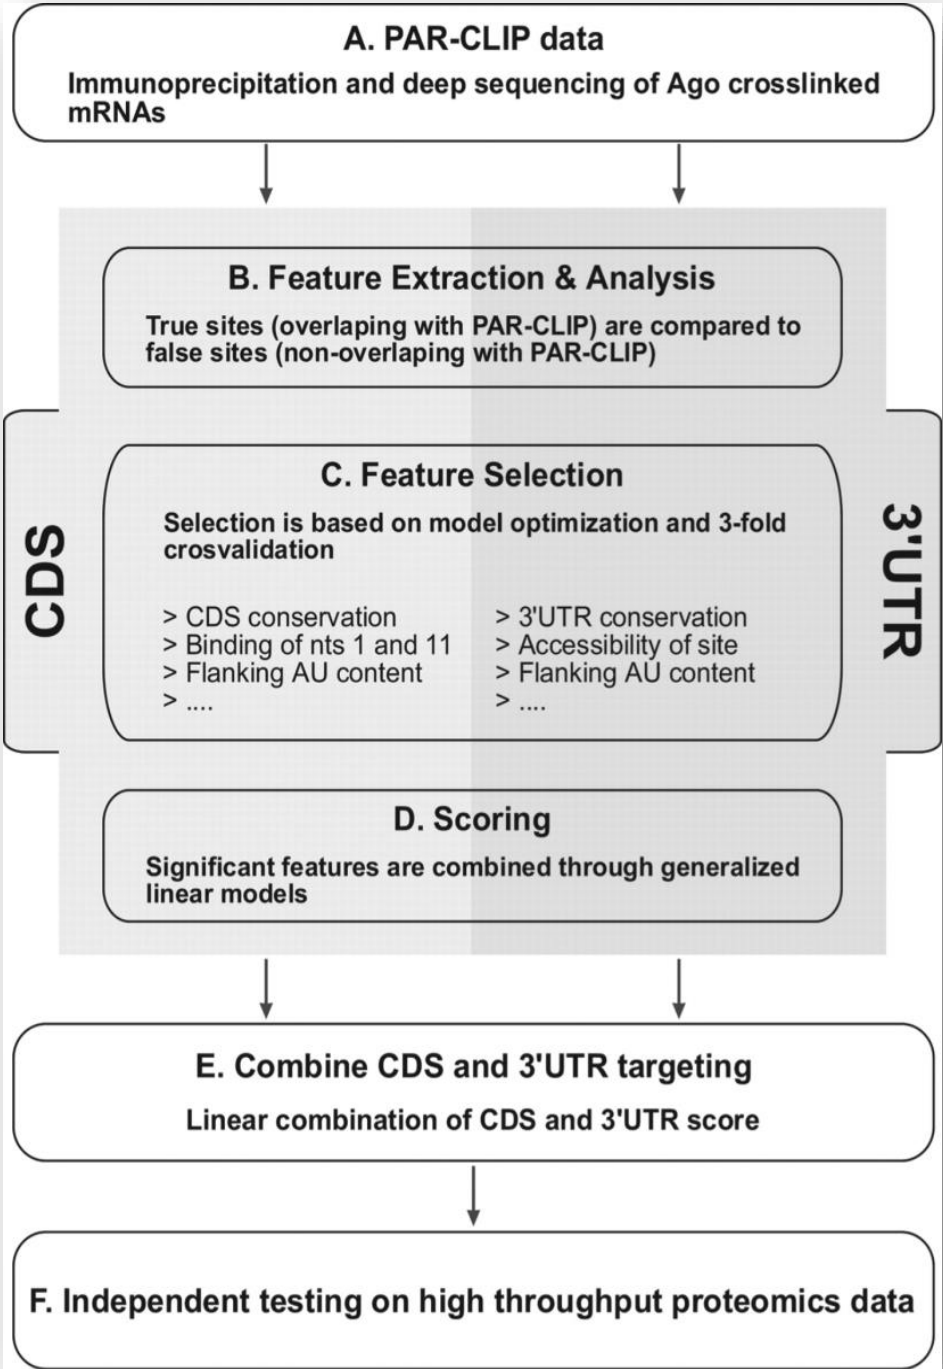 A. PAR-CLIP data
Immunoprecipitation and deep sequencing of Ago crosslinked
mRNAs
B. Feature Extraction & Analysis
True sites (overlaping with PAR-CLIP) are compared to
false sites (non-overlaping with PAR-CLIP)
CDS
C. Feature Selection
Selection is based on model optimization and 3-fold
crosvalidation
> CDS conservation
> Binding of nts 1 and 11
> Flanking AU content
> ....
> 3'UTR conservation
> Accessibility of site
> Flanking AU content
> ....
3'UTR
D. Scoring
Significant features are combined through generalized
linear models
E. Combine CDS and 3'UTR targeting
Linear combination of CDS and 3'UTR score
F. Independent testing on high throughput proteomics data